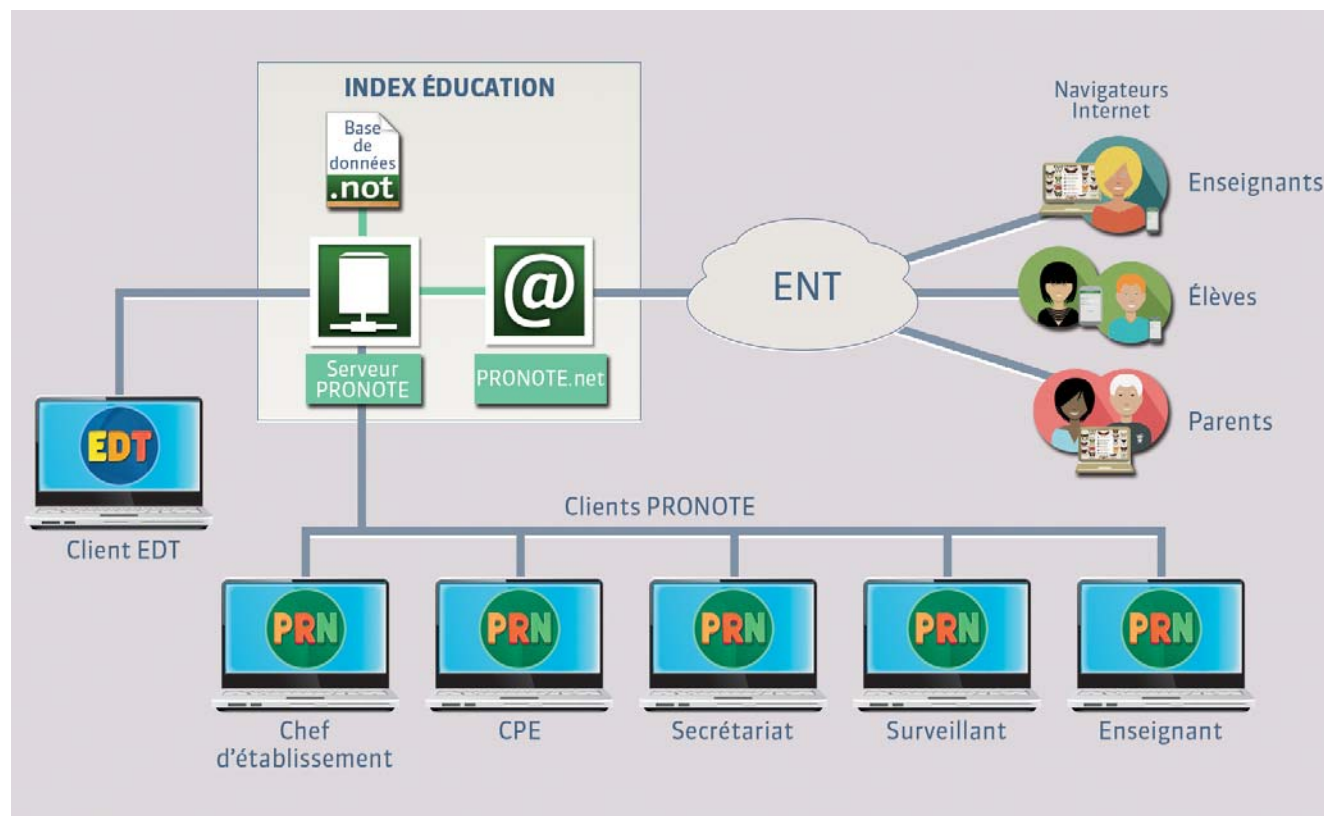 INDEX ÉDUCATION
Base
de
données
.not
Serveur
PRONOTE
@
PRONOTE.net
ENT
Navigateurs
Internet
Enseignants
Élèves
Parents
EDT
Client EDT
Clients PRONOTE
PRN
PRN
PRN
PRN
PRN
Chef
d'établissement
CPE
Secrétariat
Surveillant
Enseignant